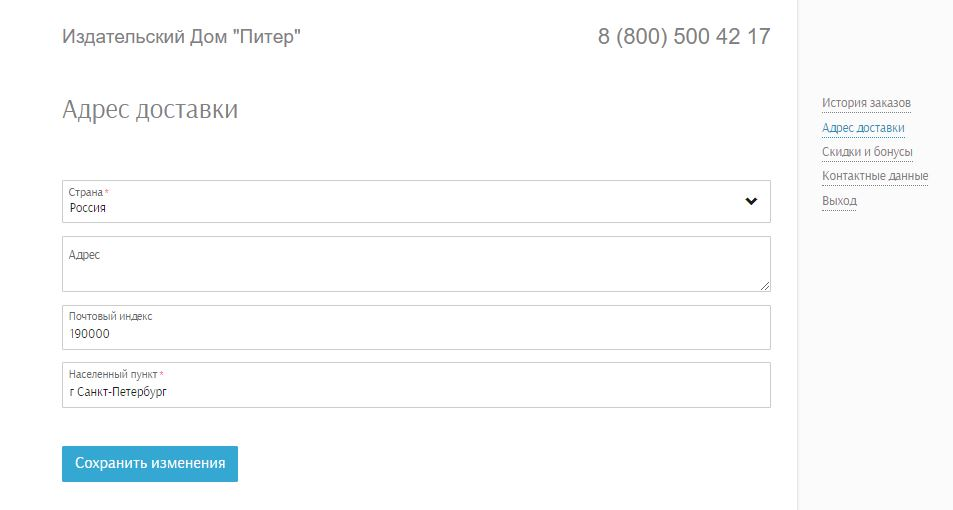 Издательский Дом "Питер"
8 (800) 500 42 17
Адрес доставки
Страна*
Россия
Адрес
Почтовый индекс
190000
Населенный пункт*
г Санкт-Петербург
Сохранить изменения
История заказов
Адрес доставки
Скидки и бонусы
Контактные данные
Выход